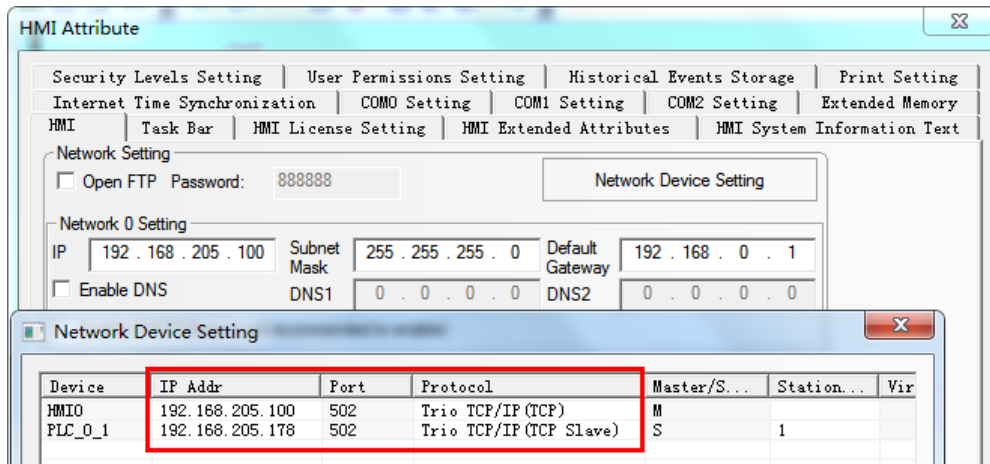 HMI Attribute
Security Levels Setting User Permissions Setting Historical Events Storage Print Setting
Internet Time Synchronization COM0 Setting COM1 Setting COM2 Setting Extended Memory
HMI Task Bar HMI License Setting HMI Extended Attributes HMI System Information Text
Network Setting
Open FTP Password: 888888 Network Device Setting
Network 0 Setting
IP 192 . 168 . 205 . 100 Subnet Mask 255 . 255 . 255 . 0 Default Gateway 192 . 168 . 0 . 1
Enable DNS DNS1 0 . 0 . 0 . 0 DNS2 0 . 0 . 0 . 0
Network Device Setting
Device IP Addr Port Protocol Master/S... Station... Vir
HMI0 192.168.205.100 502 Trio TCP/IP(TCP) M
PLC_0_1 192.168.205.178 502 Trio TCP/IP(TCP Slave) S 1